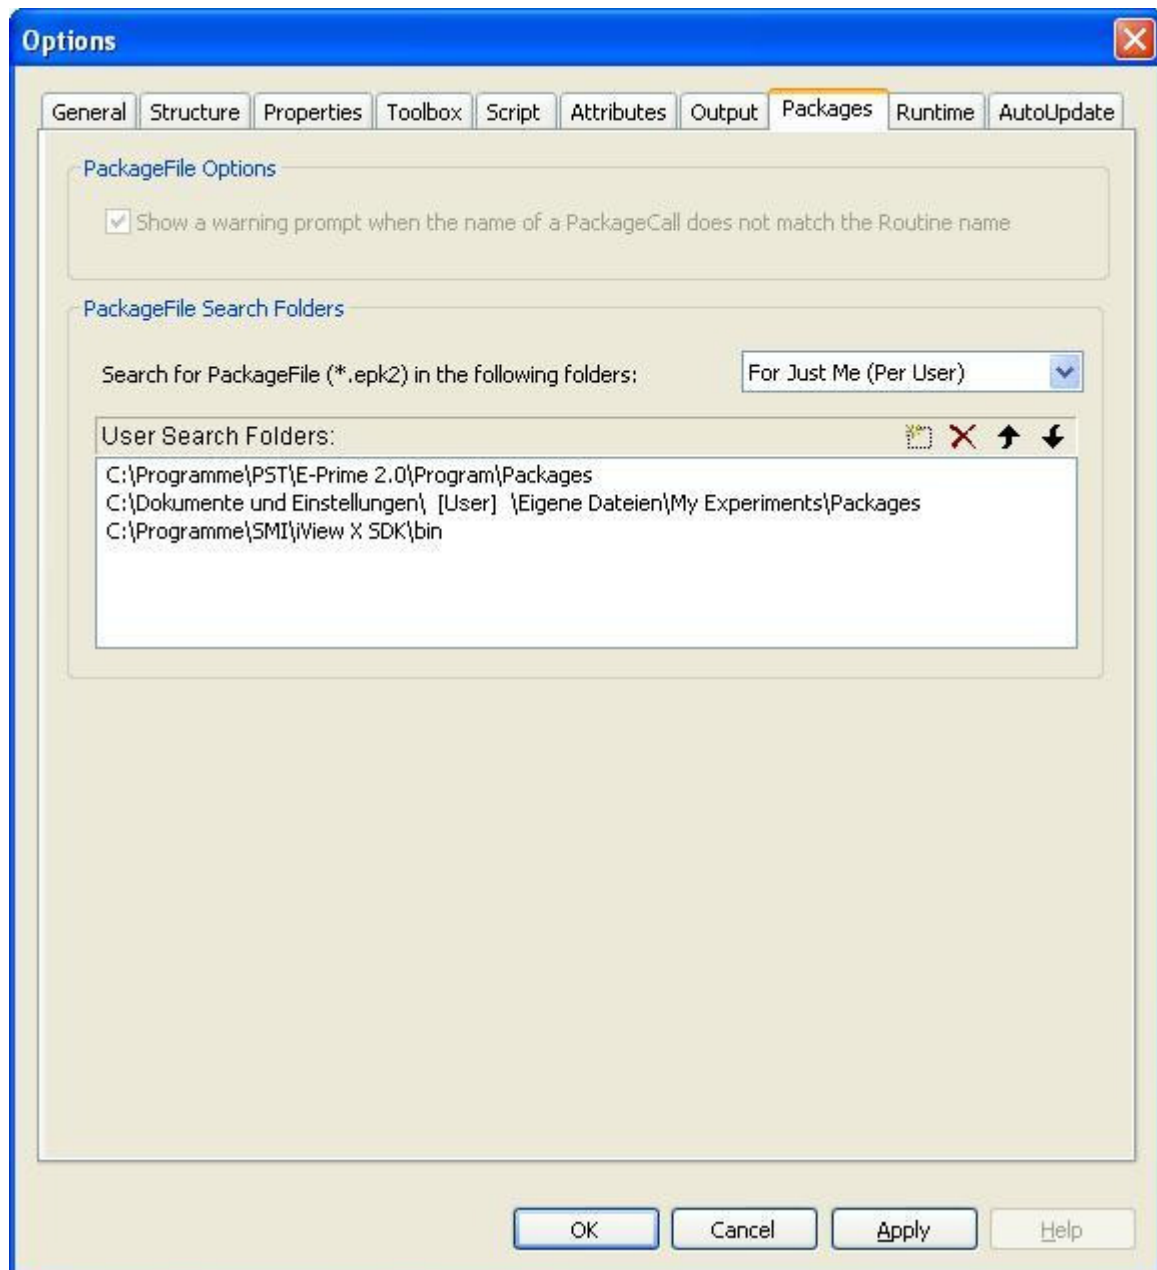 Options
General Structure Properties Toolbox Script Attributes Output Packages Runtime AutoUpdate
PackageFile Options
Show a warning prompt when the name of a PackageCall does not match the Routine name
PackageFile Search Folders
Search for PackageFile (*.epk2) in the following folders: For Just Me (Per User)
User Search Folders:
C:\Programme\PST\E-Prime 2.0\Program\Packages
C:\Dokumente und Einstellungen\ [User] \Eigene Dateien\My Experiments\Packages
C:\Programme\SMI\iView X SDK\bin
OK Cancel Apply Help